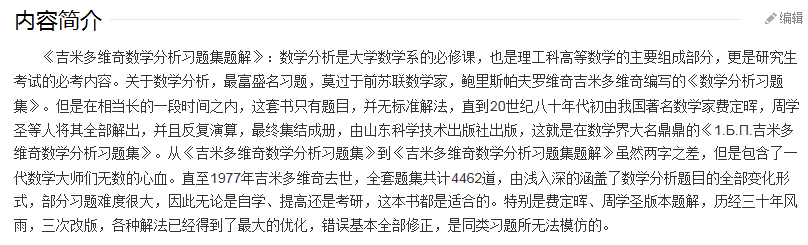 内容简介
编辑
《吉米多维奇数学分析习题集题解》：数学分析是大学数学系的必修课，也是理工科高等数学的主要组成部分，更是研究生
考试的必考内容。关于数学分析，最富盛名习题，莫过于前苏联数学家，鲍里斯帕夫罗维奇吉米多维奇编写的《数学分析习题
集》。但是在相当长的一段时间之内，这套书只有题目，并无标准解法，直到20世纪八十年代初由我国著名数学家费定晖，周学
圣等人将其全部解出，并且反复演算，最终集结成册，由山东科学技术出版社出版，这就是在数学界大名鼎鼎的《1.Б.П.吉米多
维奇数学分析习题集》。从《吉米多维奇数学分析习题集》到《吉米多维奇数学分析习题集题解》虽然两字之差，但是包含了一
代数学大师们无数的心血。直至1977年吉米多维奇去世，全套题集共计4462道，由浅入深的涵盖了数学分析题目的全部变化形
式，部分习题难度很大，因此无论是自学、提高还是考研，这本书都是适合的。特别是费定晖、周学圣版本题解，历经三十年风
雨，三次改版，各种解法已经得到了最大的优化，错误基本全部修正，是同类习题所无法模仿的。